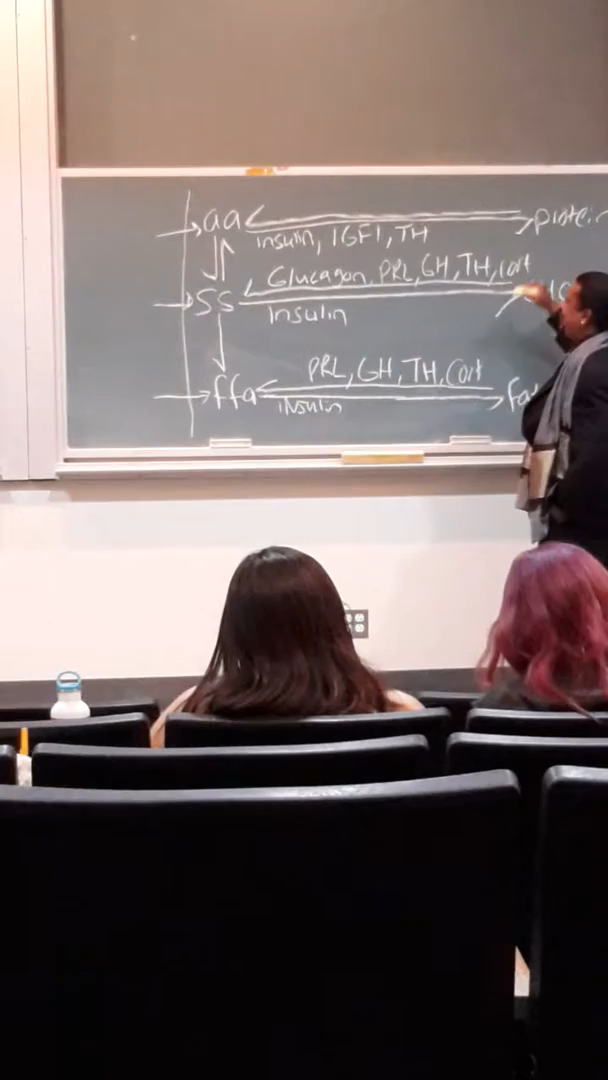 aa protein
insulin, IGF1, TH
Glucagon, PRL, GH, TH, Cort
SS
Insulin
PRL, GH, TH, Cort
ffa
insulin